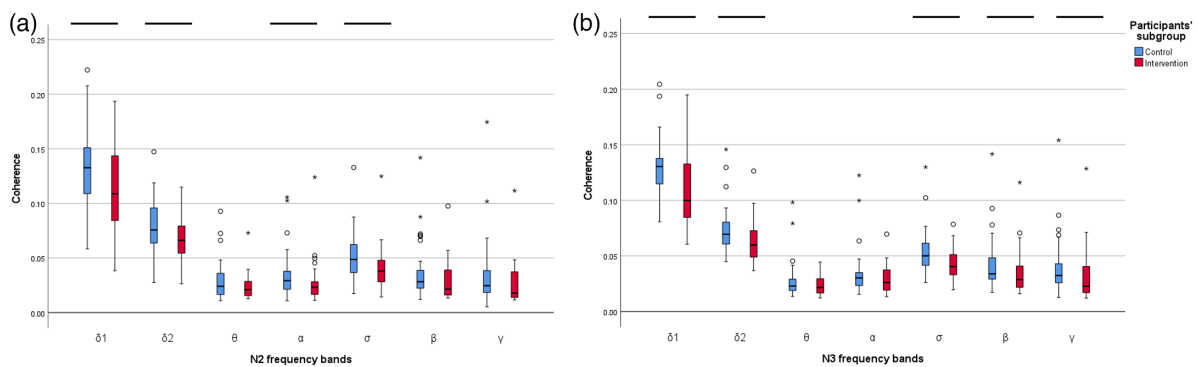 (a)
0.25
0.20
0.15
0.10
0.05
0.00
Coherence
δ1 δ2 θ α σ β γ
N2 frequency bands
(b)
0.25
0.20
0.15
0.10
0.05
0.00
Coherence
δ1 δ2 θ α σ β γ
N3 frequency bands
Participants'
subgroup
Control
Intervention